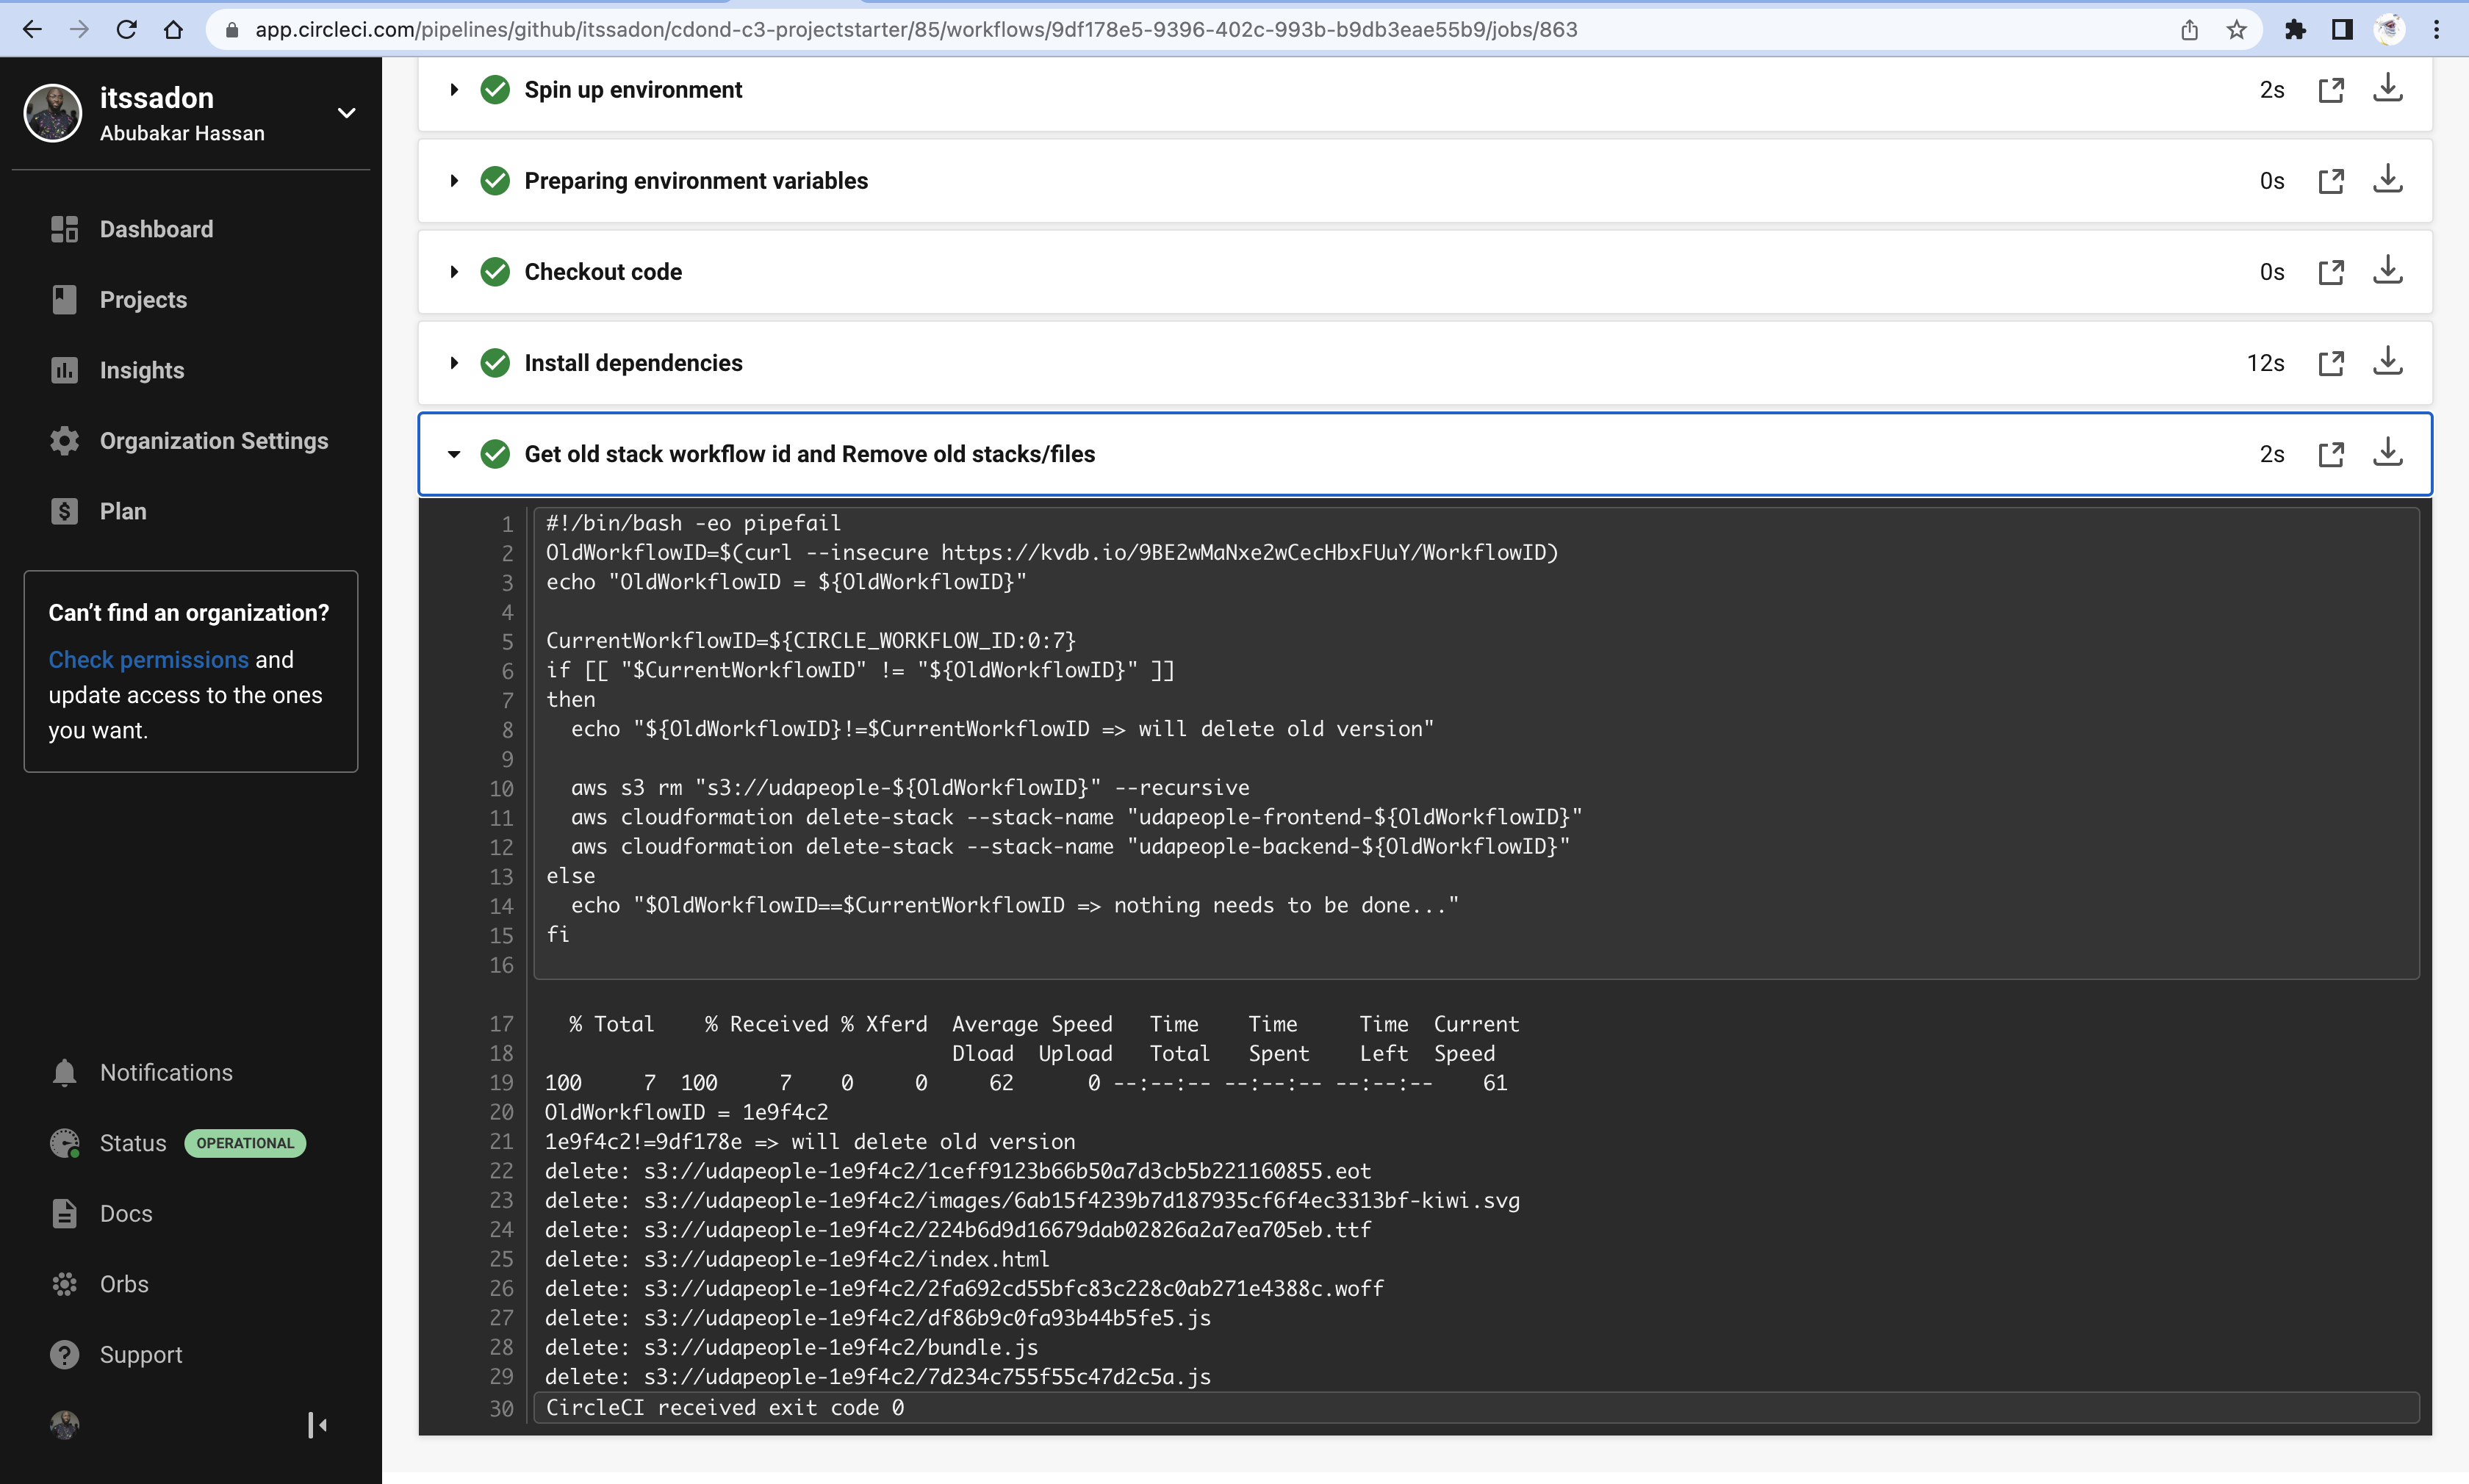 app.circleci.com/pipelines/github/itssadon/cdond-c3-projectstarter/85/workflows/9df178e5-9396-402c-993b-b9db3eae55b9/jobs/863
itssadon
Abubakar Hassan
Dashboard
Projects
Insights
Organization Settings
Plan
Can’t find an organization?
Check permissions and
update access to the ones
you want.
Notifications
Status OPERATIONAL
Docs
Orbs
Support
Spin up environment 2s
Preparing environment variables 0s
Checkout code 0s
Install dependencies 12s
Get old stack workflow id and Remove old stacks/files 2s
1 #!/bin/bash -eo pipefail
2 OldWorkflowID=$(curl --insecure https://kvdb.io/9BE2wMaNxe2wCecHbxFUuY/WorkflowID)
3 echo "OldWorkflowID = ${OldWorkflowID}"
4
5 CurrentWorkflowID=${CIRCLE_WORKFLOW_ID:0:7}
6 if [[ "$CurrentWorkflowID" != "${OldWorkflowID}" ]]
7 then
8   echo "${OldWorkflowID}!=$CurrentWorkflowID => will delete old version"
9
10   aws s3 rm "s3://udapeople-${OldWorkflowID}" --recursive
11   aws cloudformation delete-stack --stack-name "udapeople-frontend-${OldWorkflowID}"
12   aws cloudformation delete-stack --stack-name "udapeople-backend-${OldWorkflowID}"
13 else
14   echo "$OldWorkflowID==$CurrentWorkflowID => nothing needs to be done..."
15 fi
16
17   % Total    % Received % Xferd  Average Speed   Time    Time     Time  Current
18                                  Dload  Upload   Total   Spent    Left  Speed
19 100     7  100     7    0     0     62      0 --:--:-- --:--:-- --:--:--    61
20 OldWorkflowID = 1e9f4c2
21 1e9f4c2!=9df178e => will delete old version
22 delete: s3://udapeople-1e9f4c2/1ceff9123b66b50a7d3cb5b221160855.eot
23 delete: s3://udapeople-1e9f4c2/images/6ab15f4239b7d187935cf6f4ec3313bf-kiwi.svg
24 delete: s3://udapeople-1e9f4c2/224b6d9d16679dab02826a2a7ea705eb.ttf
25 delete: s3://udapeople-1e9f4c2/index.html
26 delete: s3://udapeople-1e9f4c2/2fa692cd55bfc83c228c0ab271e4388c.woff
27 delete: s3://udapeople-1e9f4c2/df86b9c0fa93b44b5fe5.js
28 delete: s3://udapeople-1e9f4c2/bundle.js
29 delete: s3://udapeople-1e9f4c2/7d234c755f55c47d2c5a.js
30 CircleCI received exit code 0